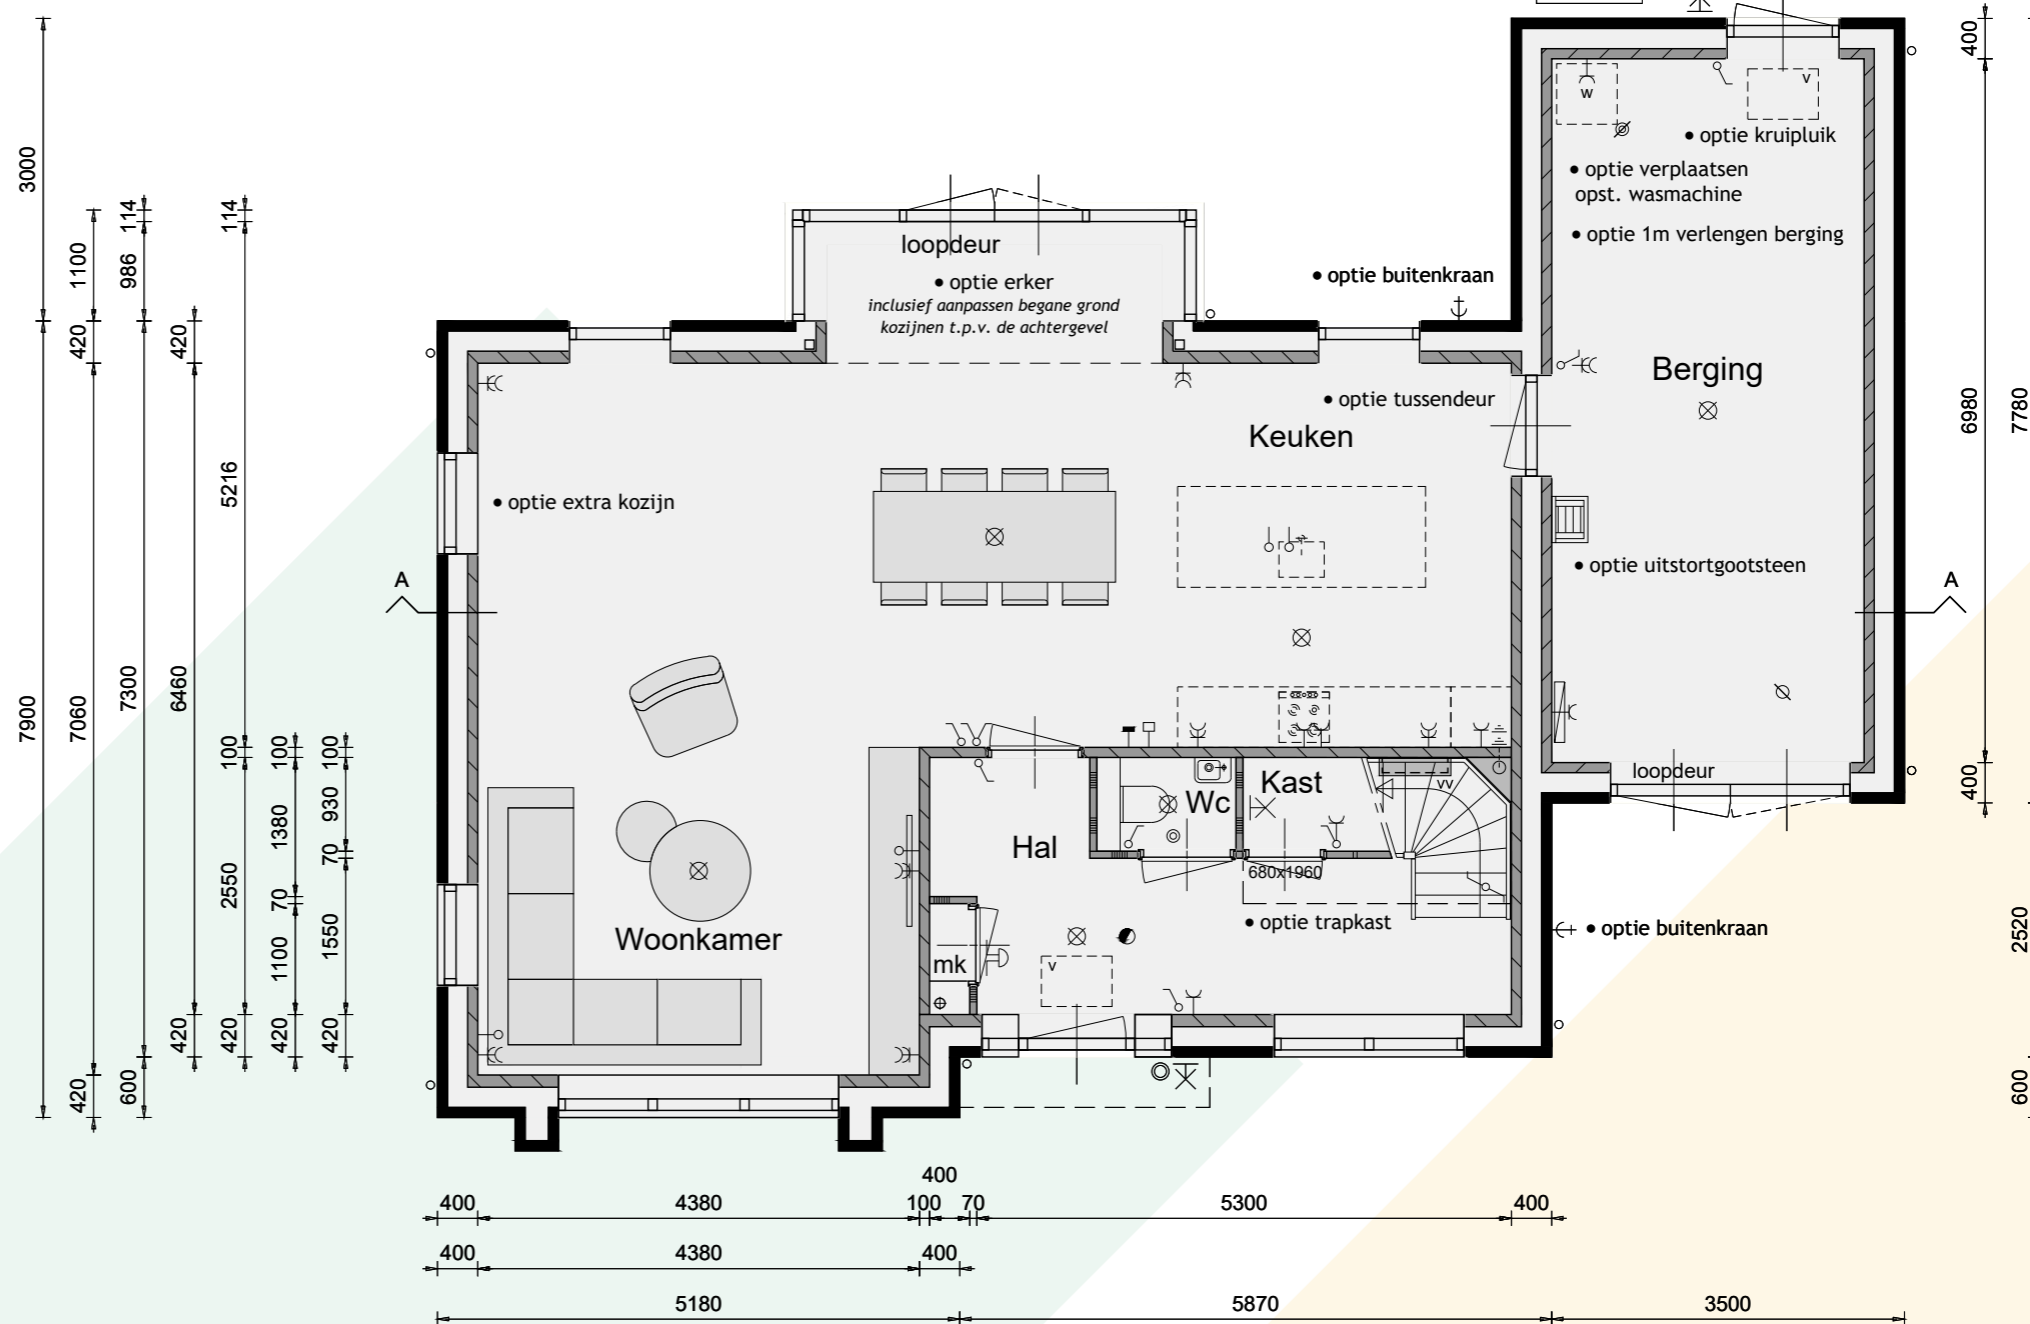 w
v
• optie kruipluik
• optie verplaatsen
opst. wasmachine
• optie 1m verlengen berging
Berging
• optie uitstortgootsteen
loopdeur
loopdeur
• optie erker
inclusief aanpassen begane grond
kozijnen t.p.v. de achtergevel
• optie buitenkraan
• optie tussendeur
Keuken
• optie extra kozijn
A
A
Kast
Wc
vv
Hal
680x1960
• optie trapkast
• optie buitenkraan
Woonkamer
mk
v
3000
7900
1100
420
7060
420
114
986
7300
600
420
6460
420
114
5216
100
2550
420
100
1380
70
1100
420
100
930
70
1550
420
400
6980
400
7780
2520
600
400
400
4380
100
70
5300
400
400
4380
400
5180
5870
3500